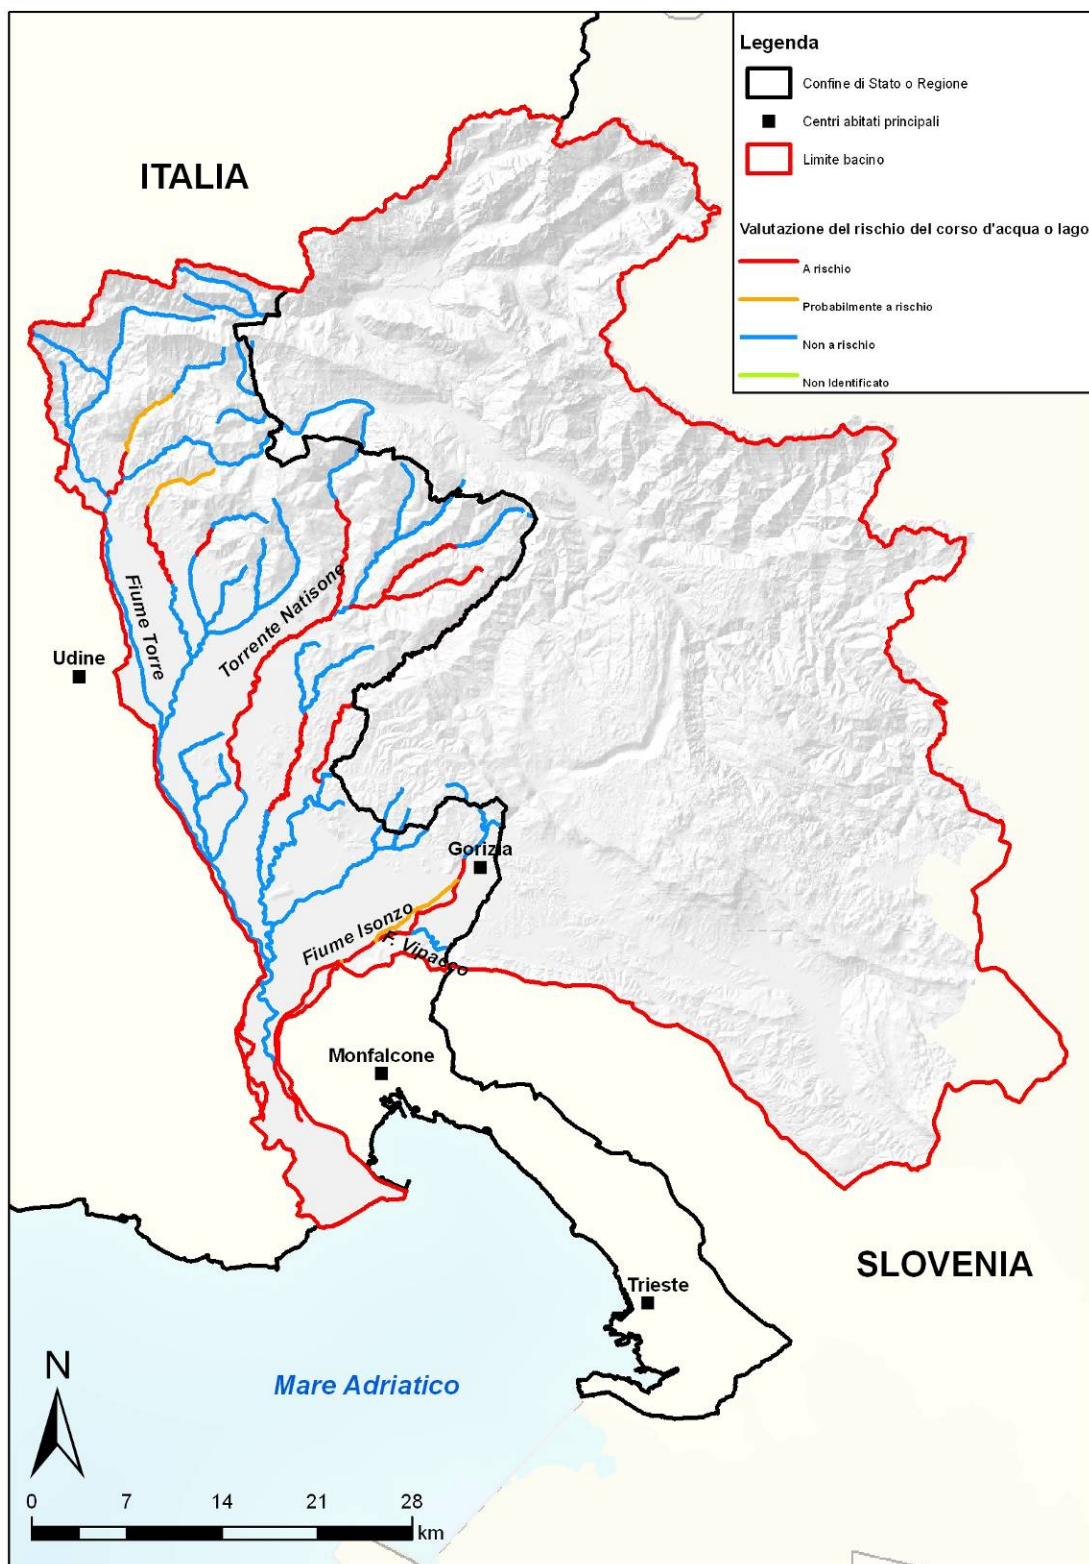 Legenda
Confine di Stato o Regione
Centri abitati principali
Limite bacino
Valutazione del rischio del corso d'acqua o lago
A rischio
Probabilmente a rischio
Non a rischio
Non Identificato
ITALIA
Fiume Torre
Torrente Natisone
Udine
Gorizia
Fiume Isonzo
F. Vipacco
Monfalcone
SLOVENIA
Trieste
Mare Adriatico
N
0 7 14 21 28
km